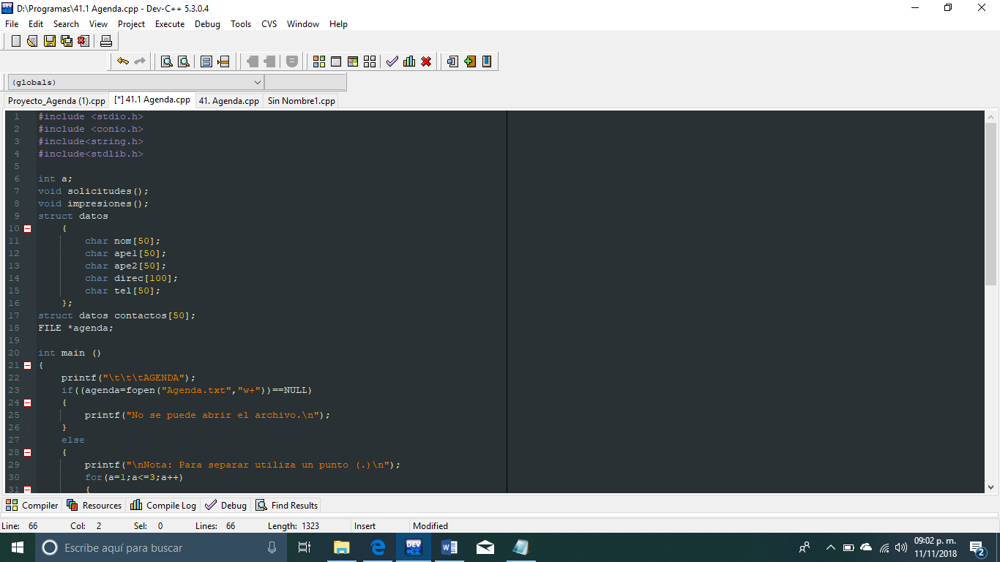 D:\Programas\41.1 Agenda.cpp - Dev-C++ 5.3.0.4
File Edit Search View Project Execute Debug Tools CVS Window Help
(globals)
Proyecto_Agenda (1).cpp [*] 41.1 Agenda.cpp 41. Agenda.cpp Sin Nombre1.cpp
1 #include <stdio.h>
2 #include <conio.h>
3 #include<string.h>
4 #include<stdlib.h>
5
6 int a;
7 void solicitudes();
8 void impresiones();
9 struct datos
10 {
11 char nom[50];
12 char ape1[50];
13 char ape2[50];
14 char direc[100];
15 char tel[50];
16 };
17 struct datos contactos[50];
18 FILE *agenda;
19
20 int main ()
21 {
22 printf("\t\t\tAGENDA");
23 if((agenda=fopen("Agenda.txt","w+"))==NULL)
24 {
25 printf("No se puede abrir el archivo.\n");
26 }
27 else
28 {
29 printf("\nNota: Para separar utiliza un punto (.)\n");
30 for(a=1;a<=3;a++)
31 {
Compiler Resources Compile Log Debug Find Results
Line: 66 Col: 2 Sel: 0 Lines: 66 Length: 1323 Insert Modified
Escribe aquí para buscar
09:02 p. m.
11/11/2018
2